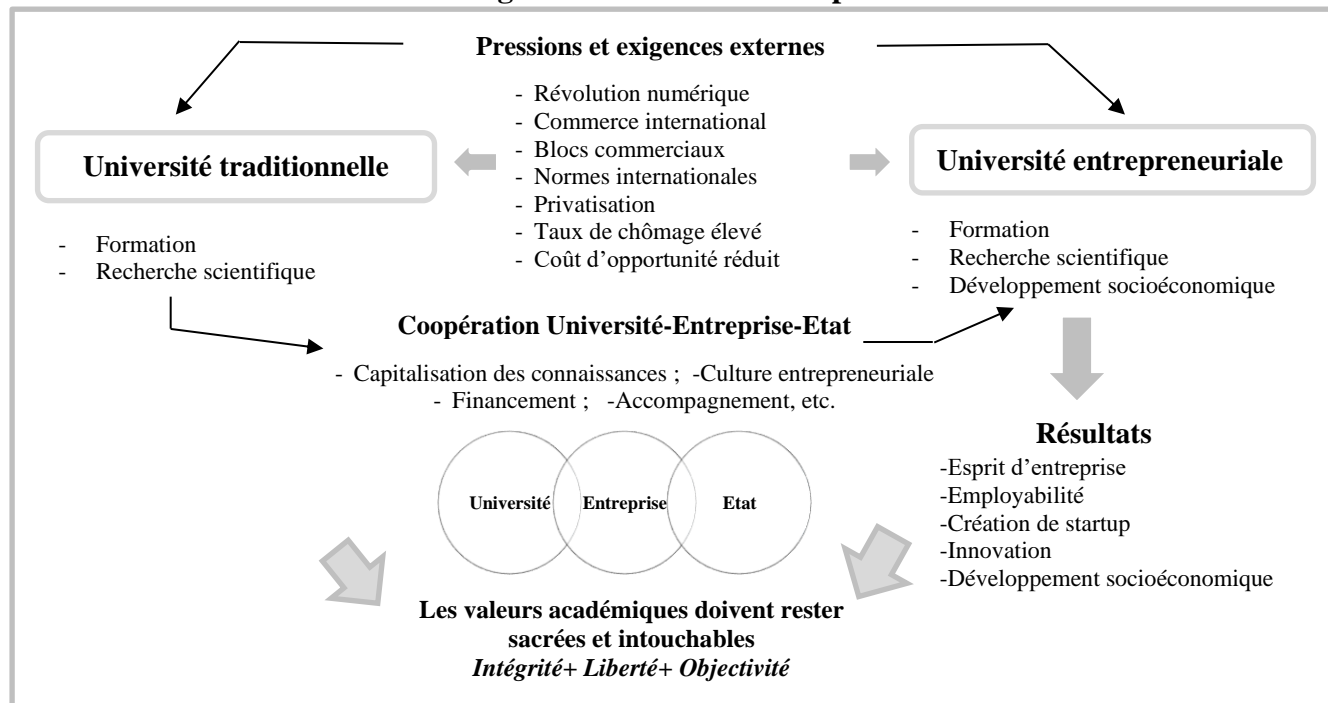 Pressions et exigences externes
- Révolution numérique
- Commerce international
- Blocs commerciaux
- Normes internationales
- Privatisation
- Taux de chômage élevé
- Coût d'opportunité réduit
Université traditionnelle
- Formation
- Recherche scientifique
Université entrepreneuriale
- Formation
- Recherche scientifique
- Développement socioéconomique
Coopération Université-Entreprise-Etat
- Capitalisation des connaissances ; -Culture entrepreneuriale
- Financement ; -Accompagnement, etc.
Université
Entreprise
Etat
Résultats
-Esprit d'entreprise
-Employabilité
-Création de startup
-Innovation
-Développement socioéconomique
Les valeurs académiques doivent rester
sacrées et intouchables
Intégrité+ Liberté+ Objectivité